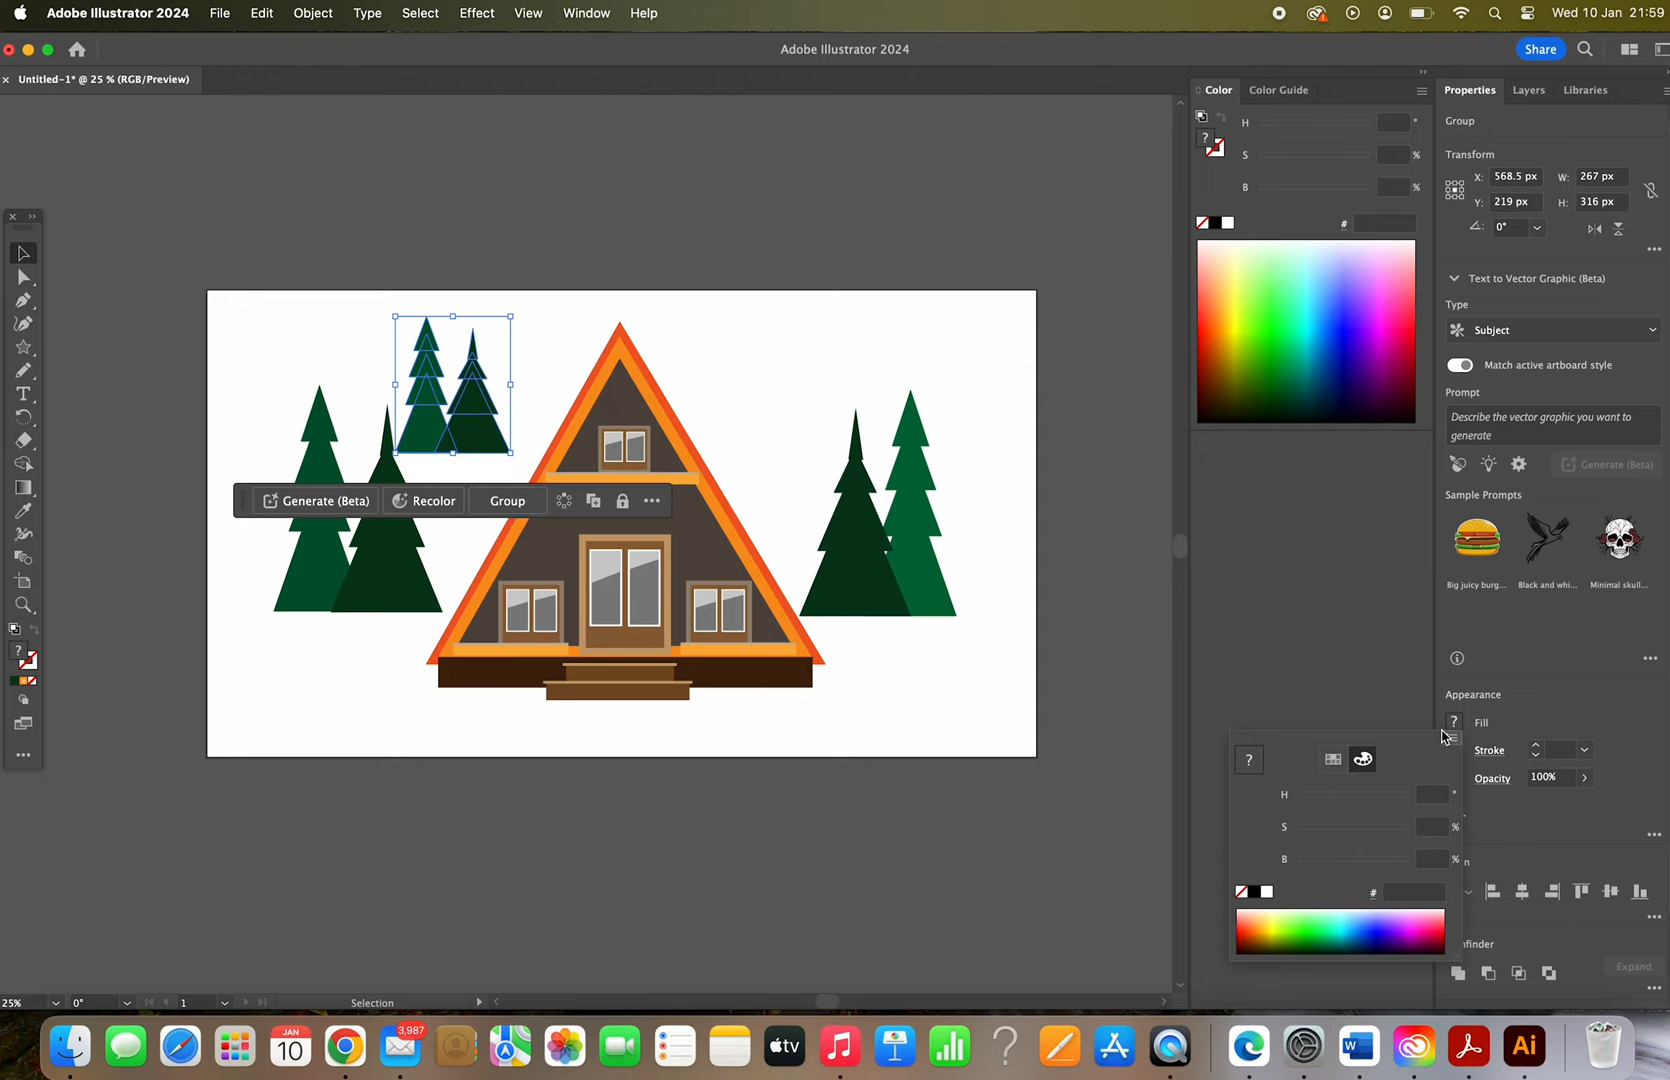 Adobe Illustrator 2024 File Edit Object Type Select Effect View Window Help Wed 10 Jan 21:59
Adobe Illustrator 2024 Share
× Untitled-1* @ 25 % (RGB/Preview)
Color Color Guide
H °
S %
B %
#
Properties Layers Libraries
Group
Transform
X: 568.5 px W: 267 px
Y: 219 px H: 316 px
0°
Text to Vector Graphic (Beta)
Type
Subject
Match active artboard style
Prompt
Describe the vector graphic you want to
generate
Generate (Beta)
Sample Prompts
Big juicy burg... Black and whi... Minimal skull...
Appearance
? Fill
Stroke
Opacity 100%
Expand
Generate (Beta) Recolor Group
?
H °
S %
B %
#
25% 0° 1 Selection
JAN
10
3,987
tv
W
Ai